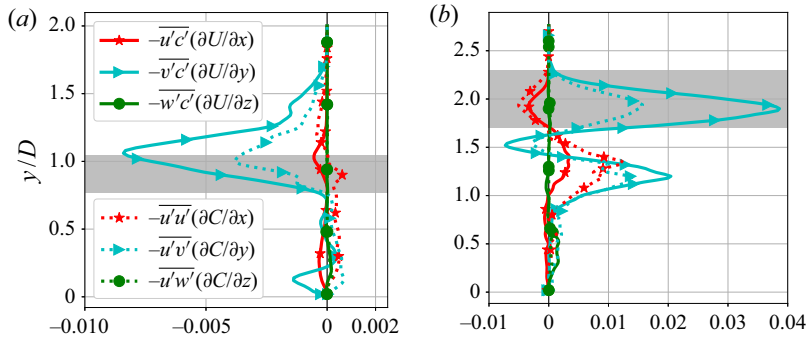 (a)
2.0
1.5
1.0
0.5
0
y/D
−u′c′(∂U/∂x)
−v′c′(∂U/∂y)
−w′c′(∂U/∂z)
−u′u′(∂C/∂x)
−u′v′(∂C/∂y)
−u′w′(∂C/∂z)
−0.010
−0.005
0
0.002
(b)
2.5
2.0
1.5
1.0
0.5
0
−0.01
0
0.01
0.02
0.03
0.04